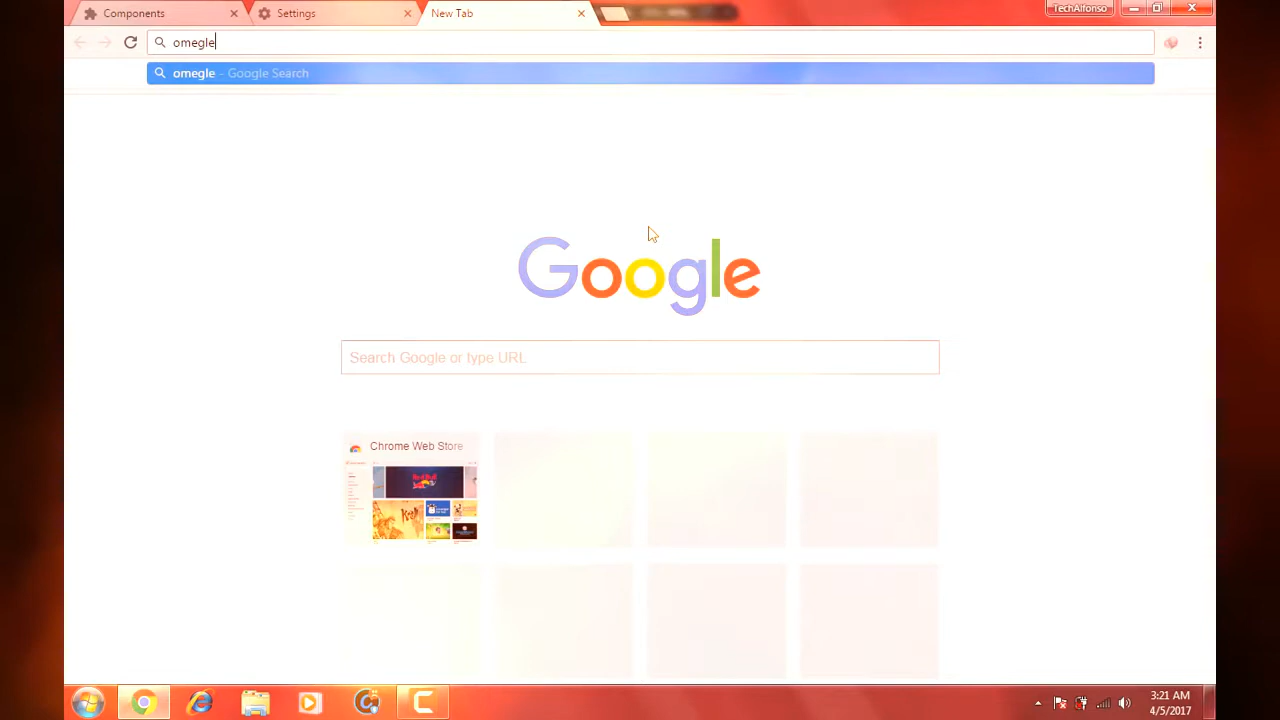 Components
Settings
New Tab
TechAlfonso
omegle
omegle - Google Search
Google
Search Google or type URL
Chrome Web Store
3:21 AM
4/5/2017